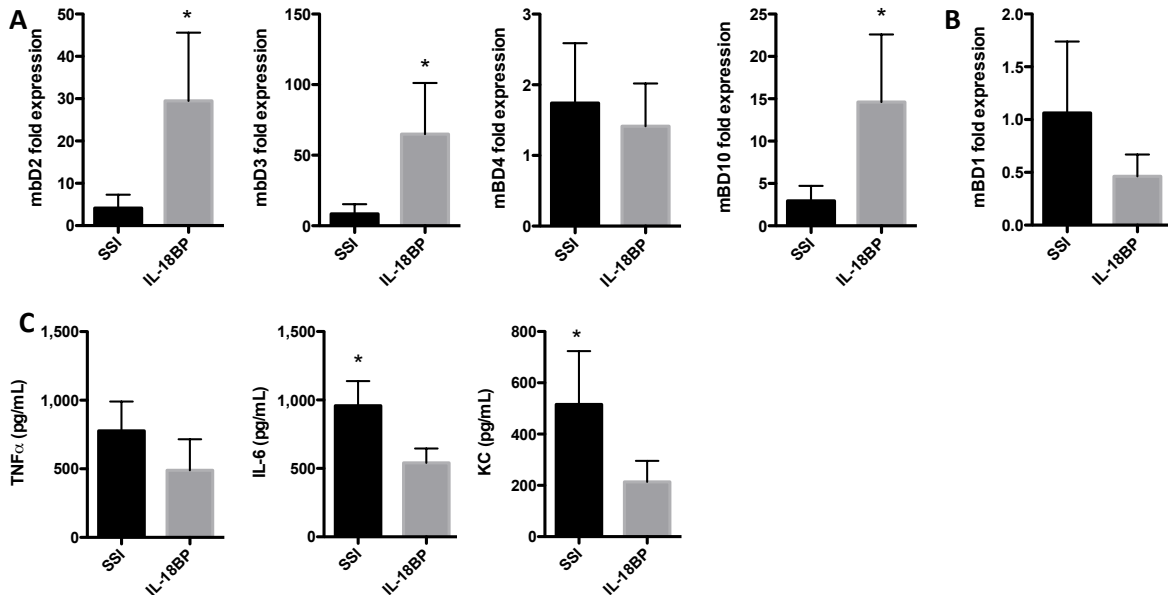 A
mbD2 fold expression
50
40
30
20
10
0
*
SSI
IL-18BP
mbD3 fold expression
150
100
50
0
*
SSI
IL-18BP
mBD4 fold expression
3
2
1
0
SSI
IL-18BP
mBD10 fold expression
25
20
15
10
5
0
*
SSI
IL-18BP
B
mBD1 fold expression
2.0
1.5
1.0
0.5
0.0
SSI
IL-18BP
C
TNFα (pg/mL)
1,500
1,000
500
0
SSI
IL-18BP
IL-6 (pg/mL)
1,500
1,000
500
0
*
SSI
IL-18BP
KC (pg/mL)
800
600
400
200
0
*
SSI
IL-18BP